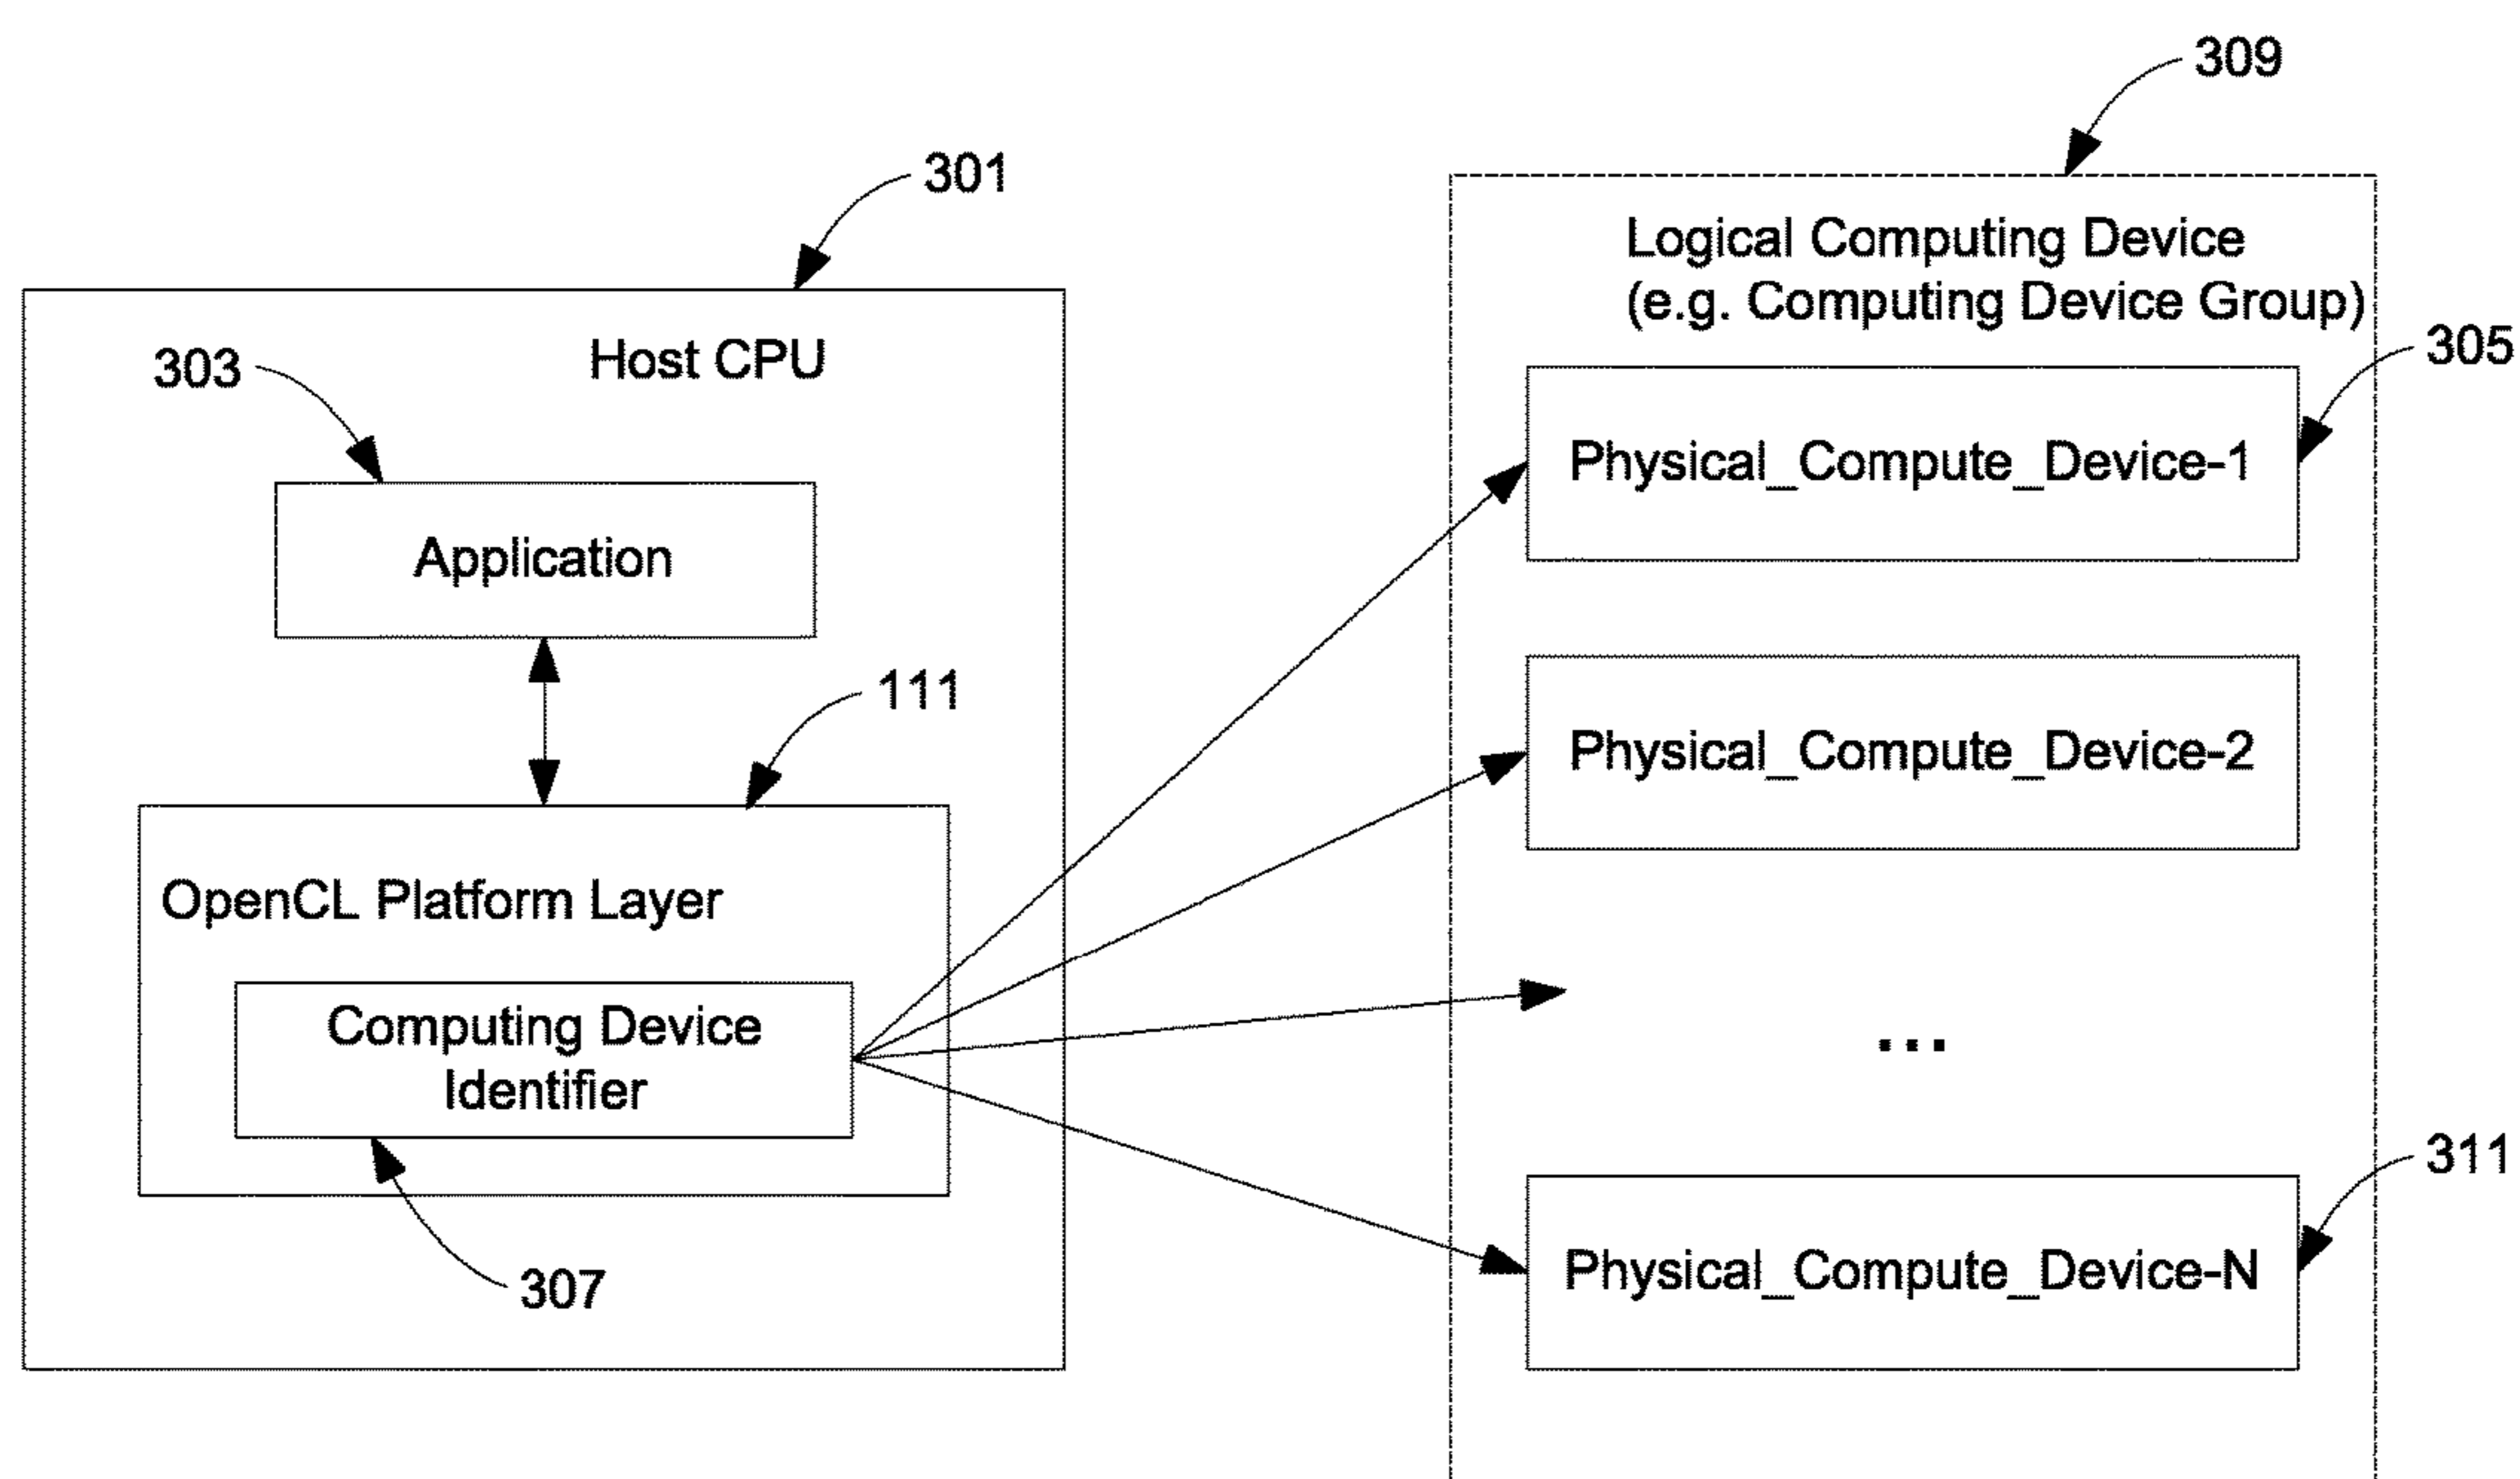 309
301
Logical Computing Device
(e.g. Computing Device Group)
305
Host CPU
303
Physical_Compute_Device-1
Application
111
Physical_Compute_Device-2
OpenCL Platform Layer
Computing Device
Identifier
...
311
307
Physical_Compute_Device-N